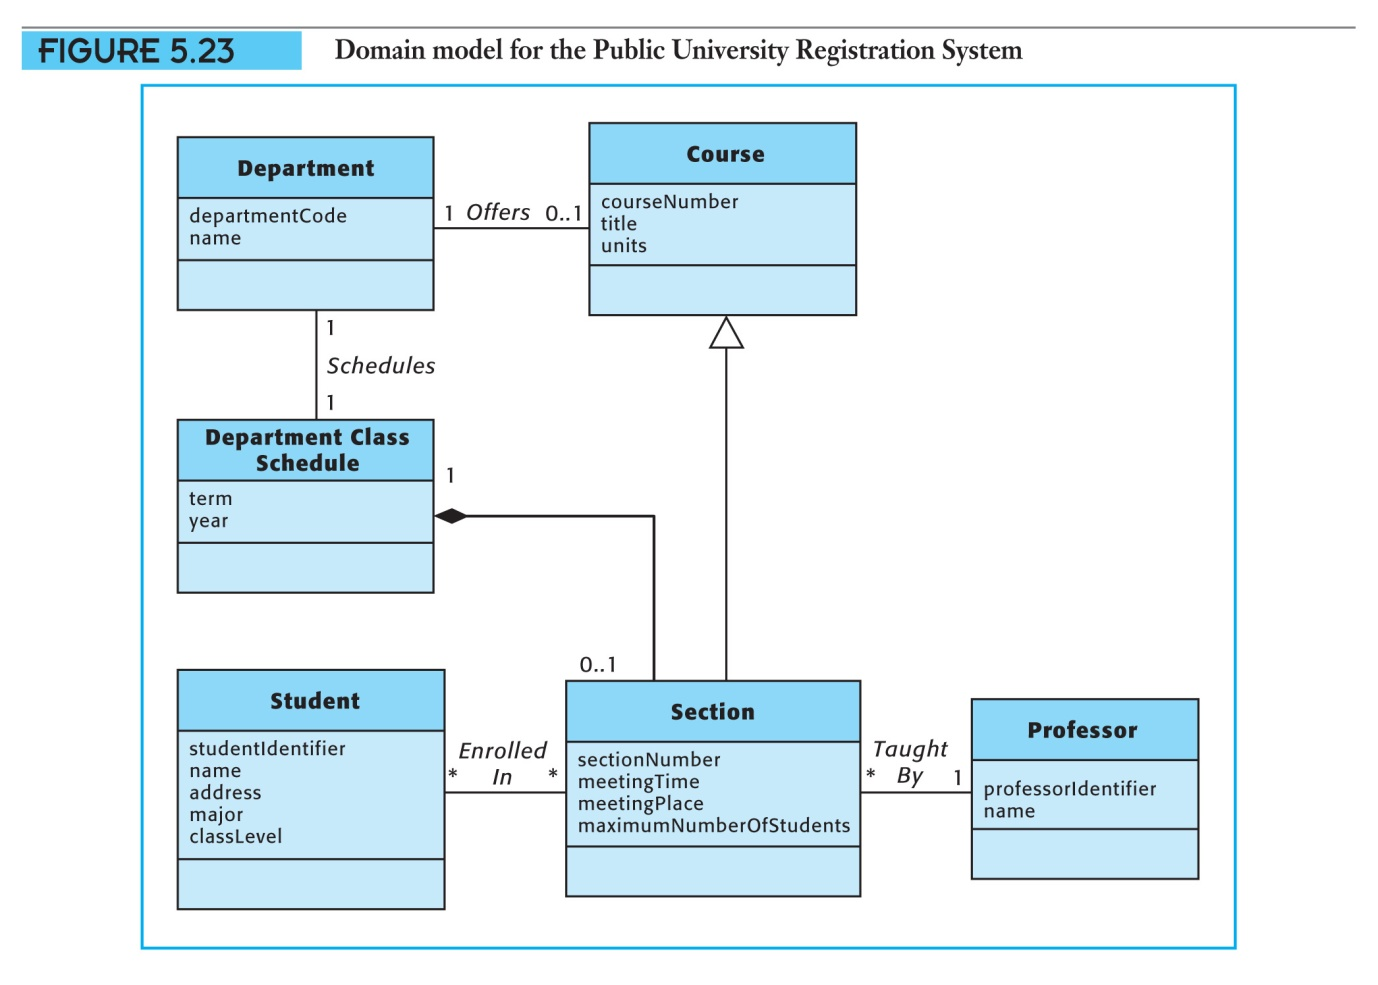 FIGURE 5.23
Domain model for the Public University Registration System
Department
departmentCode
name
1 Offers 0..1
Course
courseNumber
title
units
1
Schedules
1
Department Class
Schedule
term
year
1
0..1
Student
studentIdentifier
name
address
major
classLevel
Enrolled
* In *
Section
sectionNumber
meetingTime
meetingPlace
maximumNumberOfStudents
Taught
* By 1
Professor
professorIdentifier
name